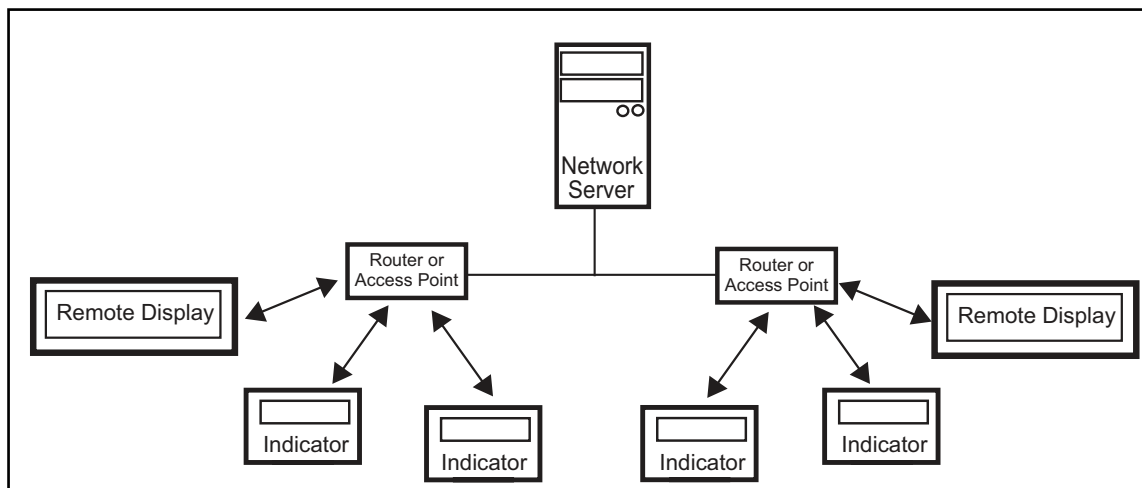 Network
Server
Router or
Access Point
Router or
Access Point
Remote Display
Remote Display
Indicator
Indicator
Indicator
Indicator